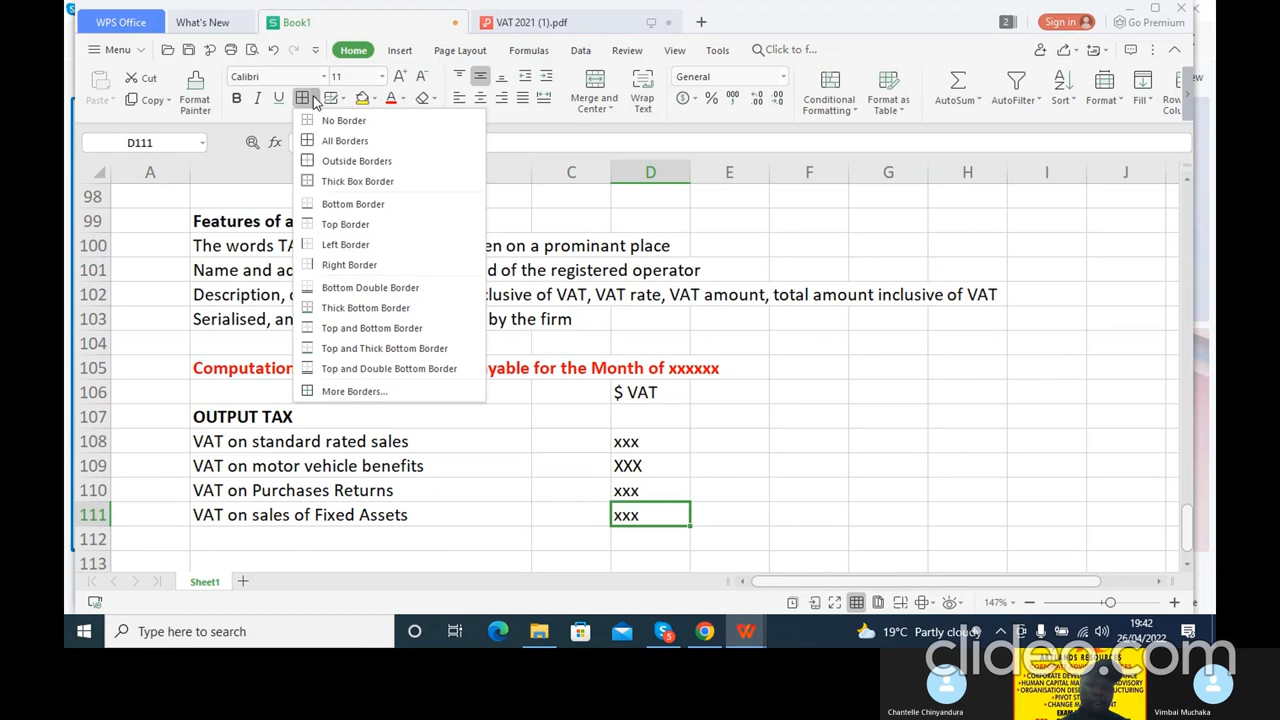 WPS Office What's New Book1 VAT 2021 (1).pdf 2 Sign in Go Premium
Menu Home Insert Page Layout Formulas Data Review View Tools Click to f...
Paste Cut Copy Format Painter Calibri 11 Merge and Center Wrap Text General Conditional Formatting Format as Table AutoSum AutoFilter Sort Format Fill
D111
No Border
All Borders
Outside Borders
Thick Box Border
Bottom Border
Top Border
Left Border
Right Border
Bottom Double Border
Thick Bottom Border
Top and Bottom Border
Top and Thick Bottom Border
Top and Double Bottom Border
More Borders...
A C D E F G H I J
98
99 Features of a
100 The words TA en on a prominant place
101 Name and ad d of the registered operator
102 Description, clusive of VAT, VAT rate, VAT amount, total amount inclusive of VAT
103 Serialised, an by the firm
104
105 Computation yable for the Month of xxxxxx
106 $ VAT
107 OUTPUT TAX
108 VAT on standard rated sales xxx
109 VAT on motor vehicle benefits XXX
110 VAT on Purchases Returns xxx
111 VAT on sales of Fixed Assets xxx
112
113
Sheet1
147%
Type here to search
19°C Partly cloudy
19:42
26/04/2022
clideo.com
Chantelle Chinyandura
Vimbai Muchaka